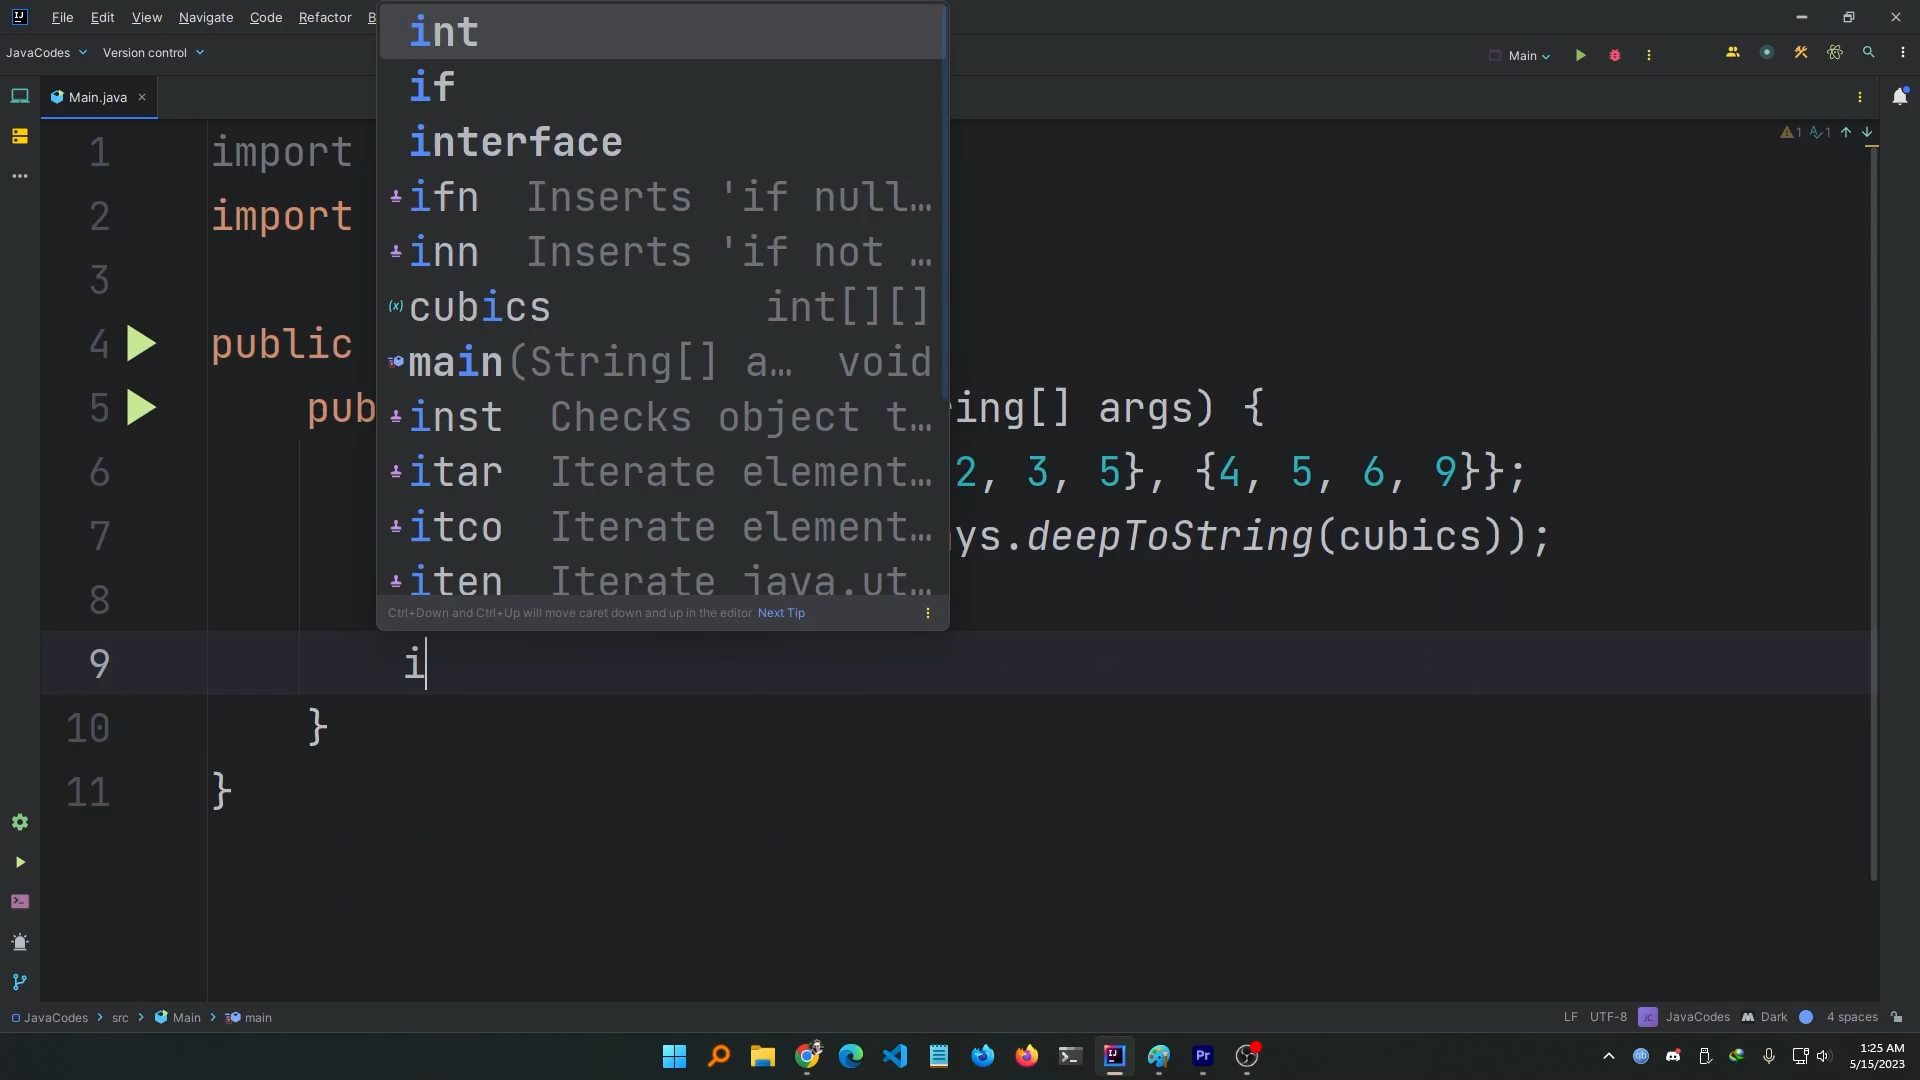 File Edit View Navigate Code Refactor B
JavaCodes Version control Main
Main.java
1 import
2 import
3
4 public
5 pub ing[] args) {
6 2, 3, 5}, {4, 5, 6, 9}};
7 ys.deepToString(cubics));
8
9 i
10 }
11 }
int
if
interface
ifn Inserts 'if null…
inn Inserts 'if not …
cubics int[][]
main(String[] a… void
inst Checks object t…
itar Iterate element…
itco Iterate element…
iten Iterate java.ut…
Ctrl+Down and Ctrl+Up will move caret down and up in the editor Next Tip
1 1
JavaCodes src Main main
LF UTF-8 JC JavaCodes Dark 4 spaces
Pr
1:25 AM
5/15/2023